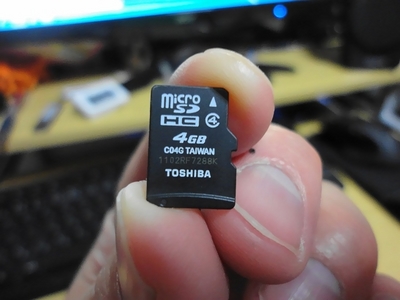 micro
SD
HC 4
4GB
C04G TAIWAN
1102RF7288K
TOSHIBA